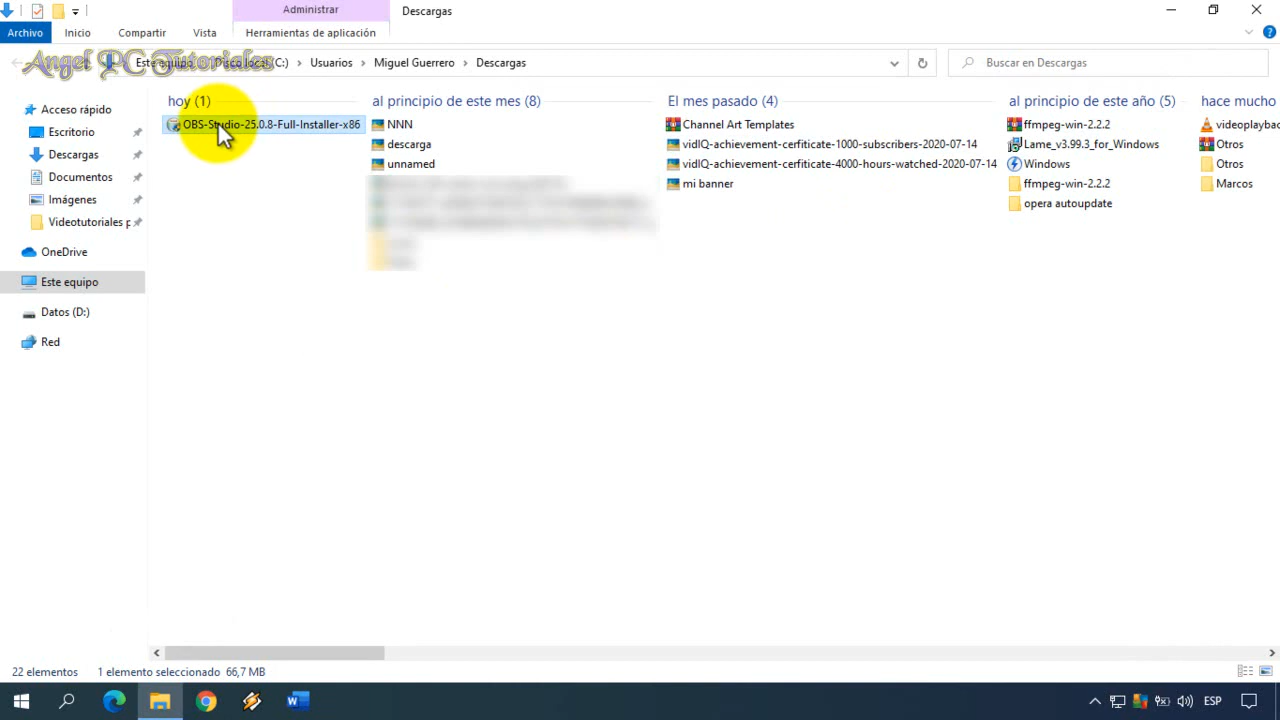 Administrar
Descargas
Archivo
Inicio
Compartir
Vista
Herramientas de aplicación
Angel PC Tutoriales
Este equipo
Disco local (C:)
Usuarios
Miguel Guerrero
Descargas
Buscar en Descargas
Acceso rápido
Escritorio
Descargas
Documentos
Imágenes
Videotutoriales p
OneDrive
Este equipo
Datos (D:)
Red
hoy (1)
OBS-Studio-25.0.8-Full-Installer-x86
al principio de este mes (8)
NNN
descarga
unnamed
El mes pasado (4)
Channel Art Templates
vidIQ-achievement-cerfiticate-1000-subscribers-2020-07-14
vidIQ-achievement-cerfiticate-4000-hours-watched-2020-07-14
mi banner
al principio de este año (5)
ffmpeg-win-2.2.2
Lame_v3.99.3_for_Windows
Windows
ffmpeg-win-2.2.2
opera autoupdate
hace mucho
videoplayba
Otros
Otros
Marcos
22 elementos
1 elemento seleccionado 66,7 MB
ESP